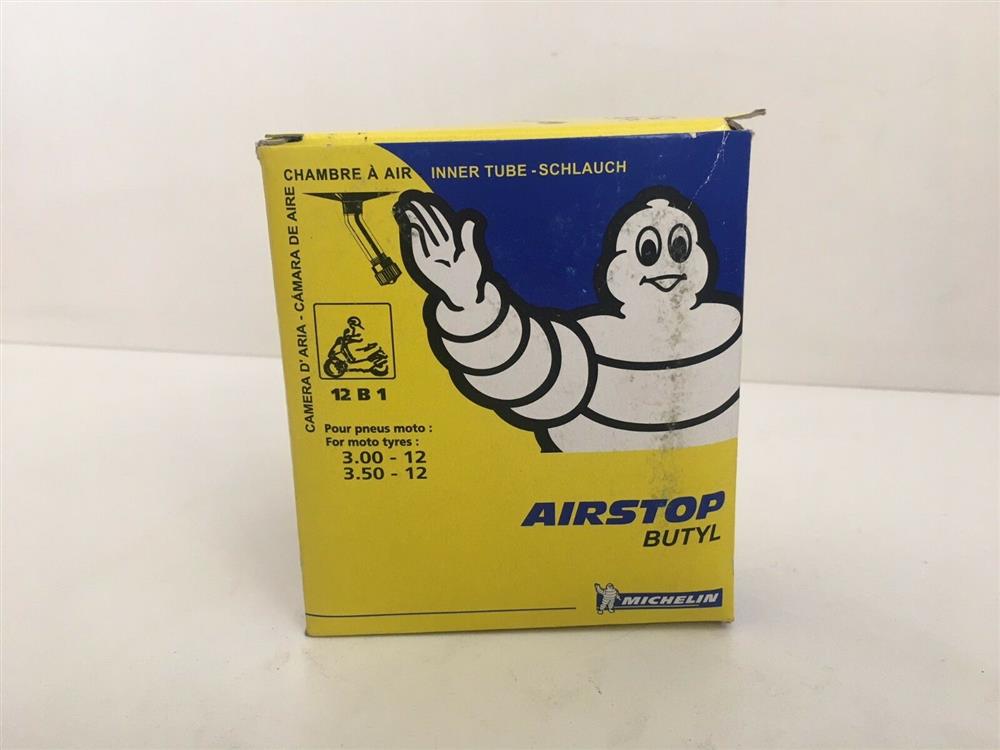 CHAMBRE À AIR - INNER TUBE - SCHLAUCH
CAMERA D'ARIA - CÁMARA DE AIRE
12 B 1
Pour pneus moto :
For moto tyres :
3.00 - 12
3.50 - 12
AIRSTOP
BUTYL
MICHELIN